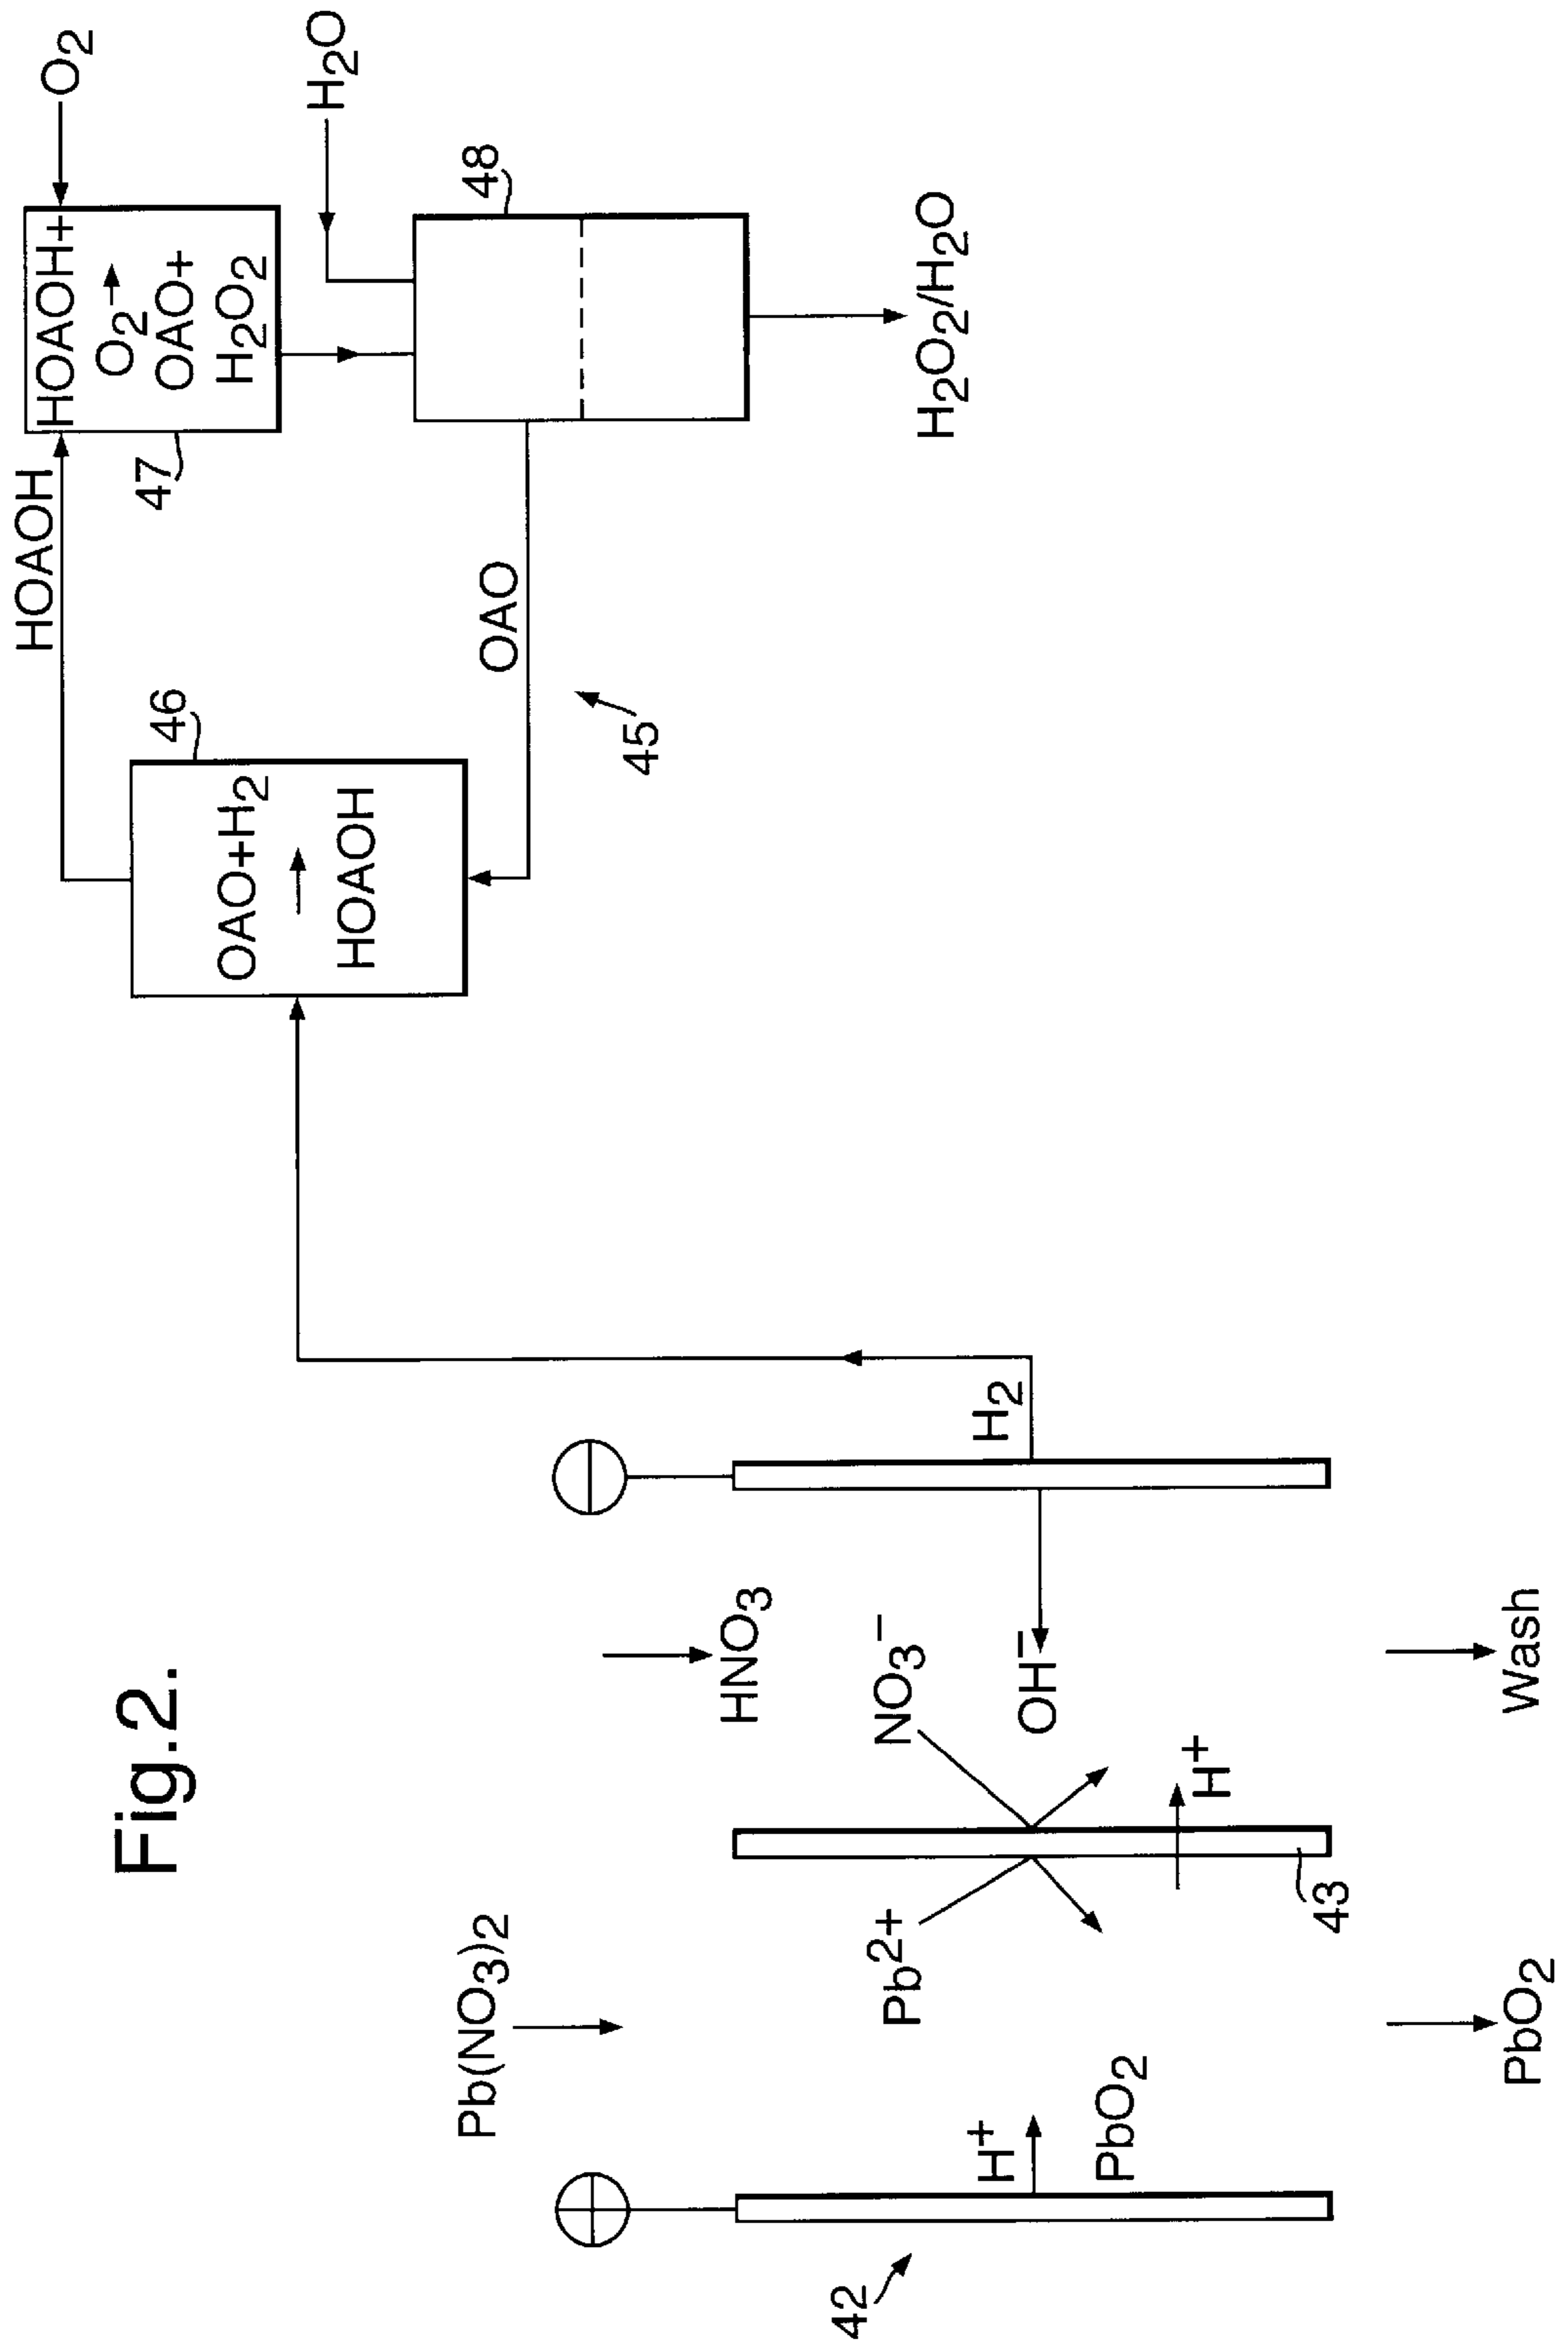 Fig.2.
42
H⁺
PbO₂
Pb(NO₃)₂
PbO₂
Pb²⁺
43
H⁺
NO₃⁻
OH⁻
HNO₃
Wash
H₂
46
OAO+H₂
→
HOAOH
HOAOH
OAO
45
47
HOAOH+
O₂→
OAO+
H₂O₂
O₂
H₂O
48
H₂O₂/H₂O